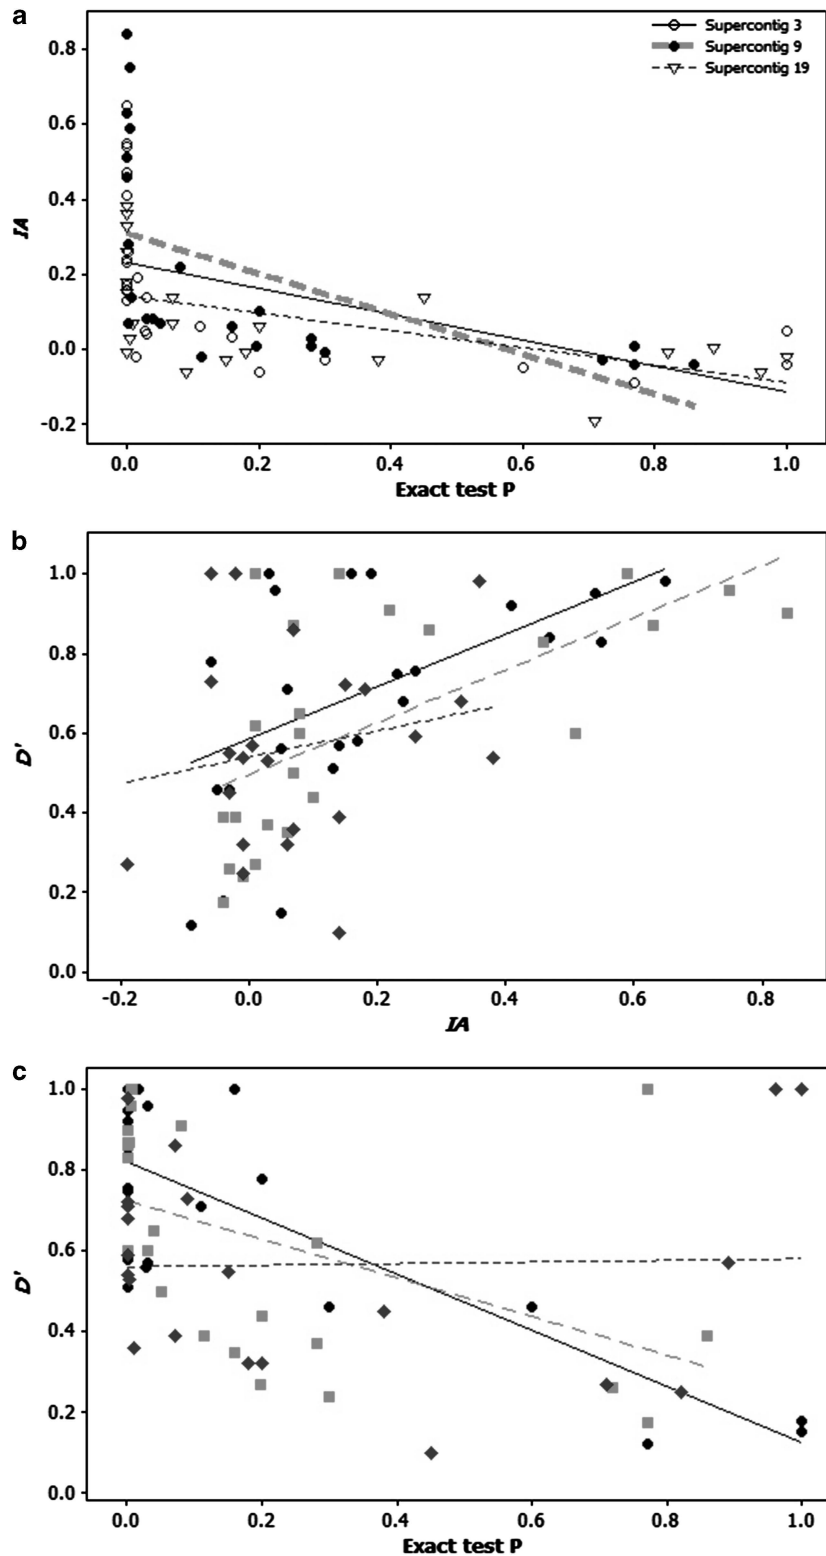 a
Supercontig 3
Supercontig 9
Supercontig 19
0.8
0.6
0.4
0.2
0.0
-0.2
IA
0.0 0.2 0.4 0.6 0.8 1.0
Exact test P
b
1.0
0.8
0.6
0.4
0.2
0.0
D'
-0.2 0.0 0.2 0.4 0.6 0.8
IA
c
1.0
0.8
0.6
0.4
0.2
0.0
D'
0.0 0.2 0.4 0.6 0.8 1.0
Exact test P